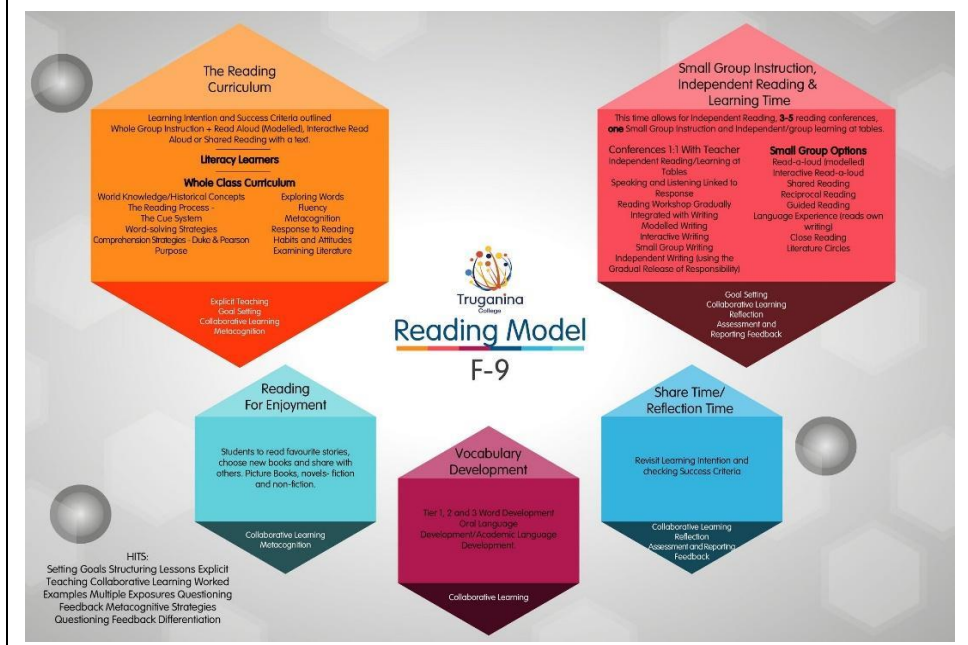 The Reading
Curriculum
Learning Intention and Success Criteria outlined
Whole Group Instruction + Read Aloud (Modelled), Interactive Read
Aloud or Shared Reading with a text.
Literacy Learners
Whole Class Curriculum
World Knowledge/Historical Concepts
The Reading Process -
The Cue System
Word-solving Strategies
Comprehension Strategies - Duke & Pearson
Purpose
Exploring Words
Fluency
Metacognition
Response to Reading
Habits and Attitudes
Examining Literature
Explicit Teaching
Goal Setting
Collaborative Learning
Metacognition
Small Group Instruction,
Independent Reading &
Learning Time
This time allows for Independent Reading, 3-5 reading conferences,
one Small Group Instruction and Independent/group learning at tables.
Conferences 1:1 With Teacher
Independent Reading/Learning at
Tables
Speaking and Listening Linked to
Response
Reading Workshop Gradually
Integrated with Writing
Modelled Writing
Interactive Writing
Small Group Writing
Independent Writing (using the
Gradual Release of Responsibility)
Small Group Options
Read-a-loud (modelled)
Interactive Read-a-loud
Shared Reading
Reciprocal Reading
Guided Reading
Language Experience (reads own
writing)
Close Reading
Literature Circles
Goal Setting
Collaborative Learning
Reflection
Assessment and
Reporting Feedback
Truganina
College
Reading Model
F-9
Reading
For Enjoyment
Students to read favourite stories,
choose new books and share with
others. Picture Books, novels- fiction
and non-fiction.
Collaborative Learning
Metacognition
Vocabulary
Development
Tier 1, 2 and 3 Word Development
Oral Language
Development/Academic Language
Development
Collaborative Learning
Share Time/
Reflection Time
Revisit Learning Intention and
checking Success Criteria
Collaborative Learning
Reflection
Assessment and Reporting
Feedback
HITS:
Setting Goals Structuring Lessons Explicit
Teaching Collaborative Learning Worked
Examples Multiple Exposures Questioning
Feedback Metacognitive Strategies
Questioning Feedback Differentiation